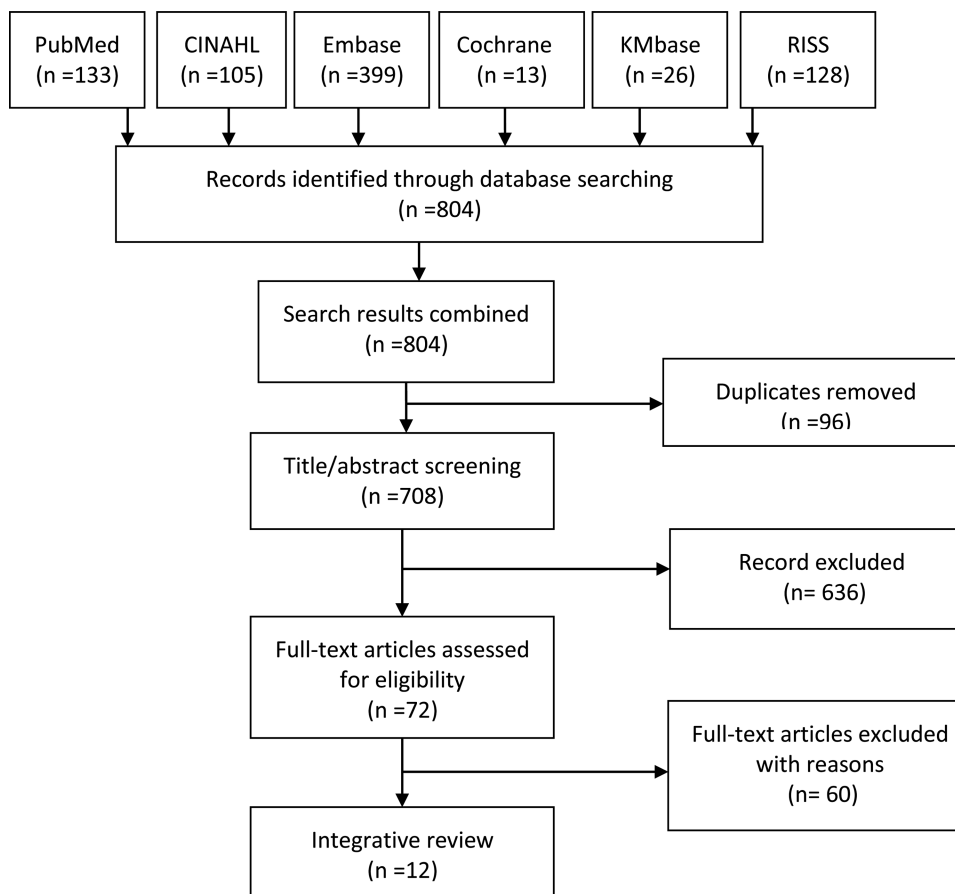 PubMed
(n =133)
CINAHL
(n =105)
Embase
(n =399)
Cochrane
(n =13)
KMbase
(n =26)
RISS
(n =128)
Records identified through database searching
(n =804)
Search results combined
(n =804)
Duplicates removed
(n =96)
Title/abstract screening
(n =708)
Record excluded
(n= 636)
Full-text articles assessed
for eligibility
(n =72)
Full-text articles excluded
with reasons
(n= 60)
Integrative review
(n =12)